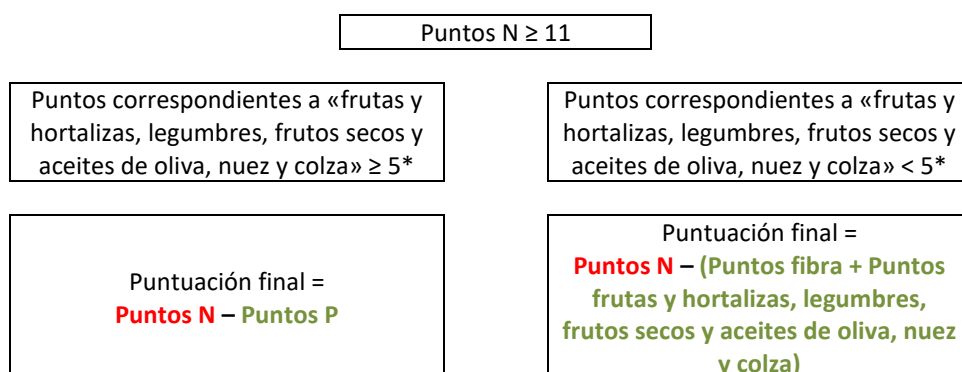 Puntos N ≥ 11
Puntos correspondientes a «frutas y
hortalizas, legumbres, frutos secos y
aceites de oliva, nuez y colza» ≥ 5*
Puntos correspondientes a «frutas y
hortalizas, legumbres, frutos secos y
aceites de oliva, nuez y colza» < 5*
Puntuación final =
Puntos N – Puntos P
Puntuación final =
Puntos N – (Puntos fibra + Puntos
frutas y hortalizas, legumbres,
frutos secos y aceites de oliva, nuez
y colza)